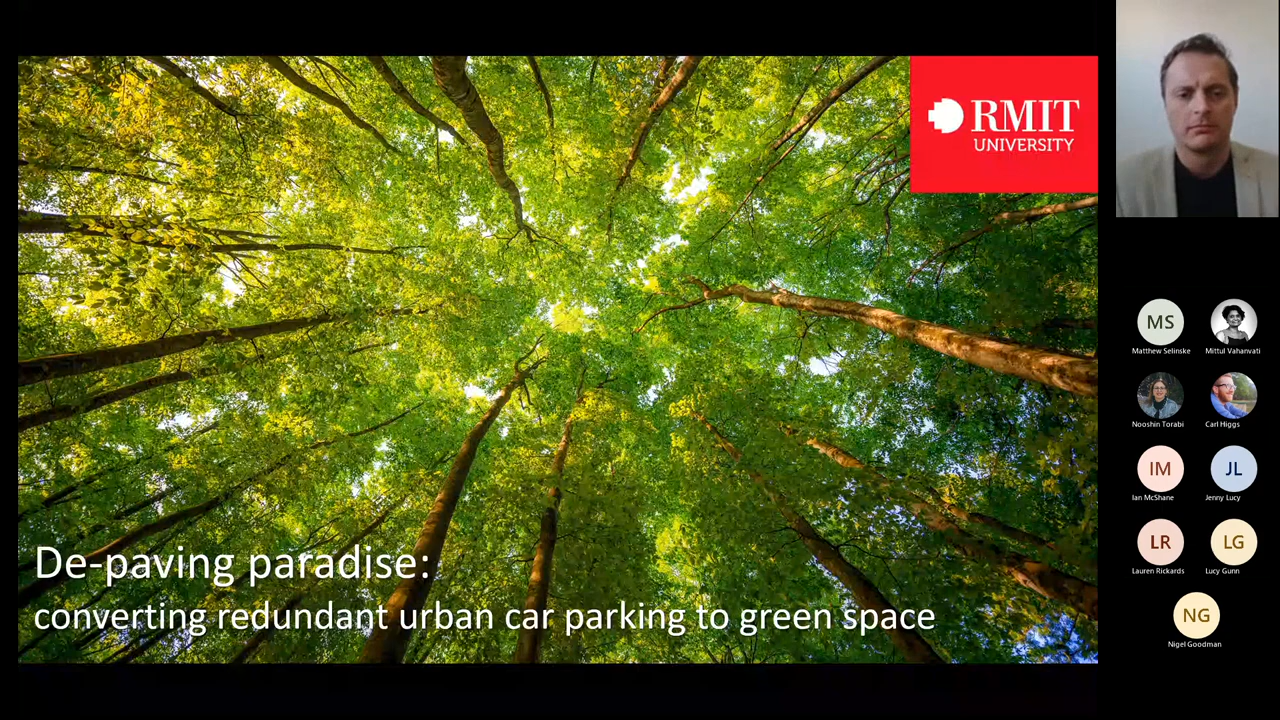 RMIT
UNIVERSITY
De-paving paradise:
converting redundant urban car parking to green space
MS
Matthew Selinske
Mittul Vahanvati
Nooshin Torabi
Carl Higgs
IM
JL
Ian McShane
Jenny Lucy
LR
LG
Lauren Rickards
Lucy Gunn
NG
Nigel Goodman